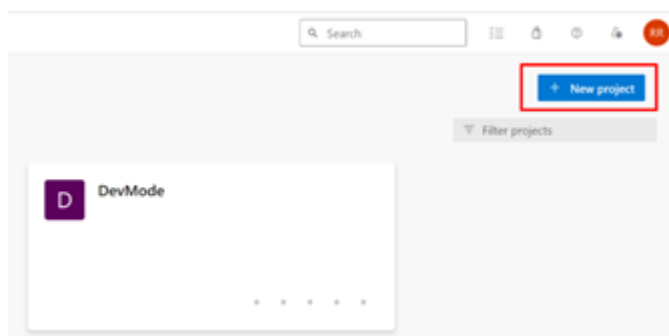 Search
RR
+ New project
Filter projects
D
DevMode